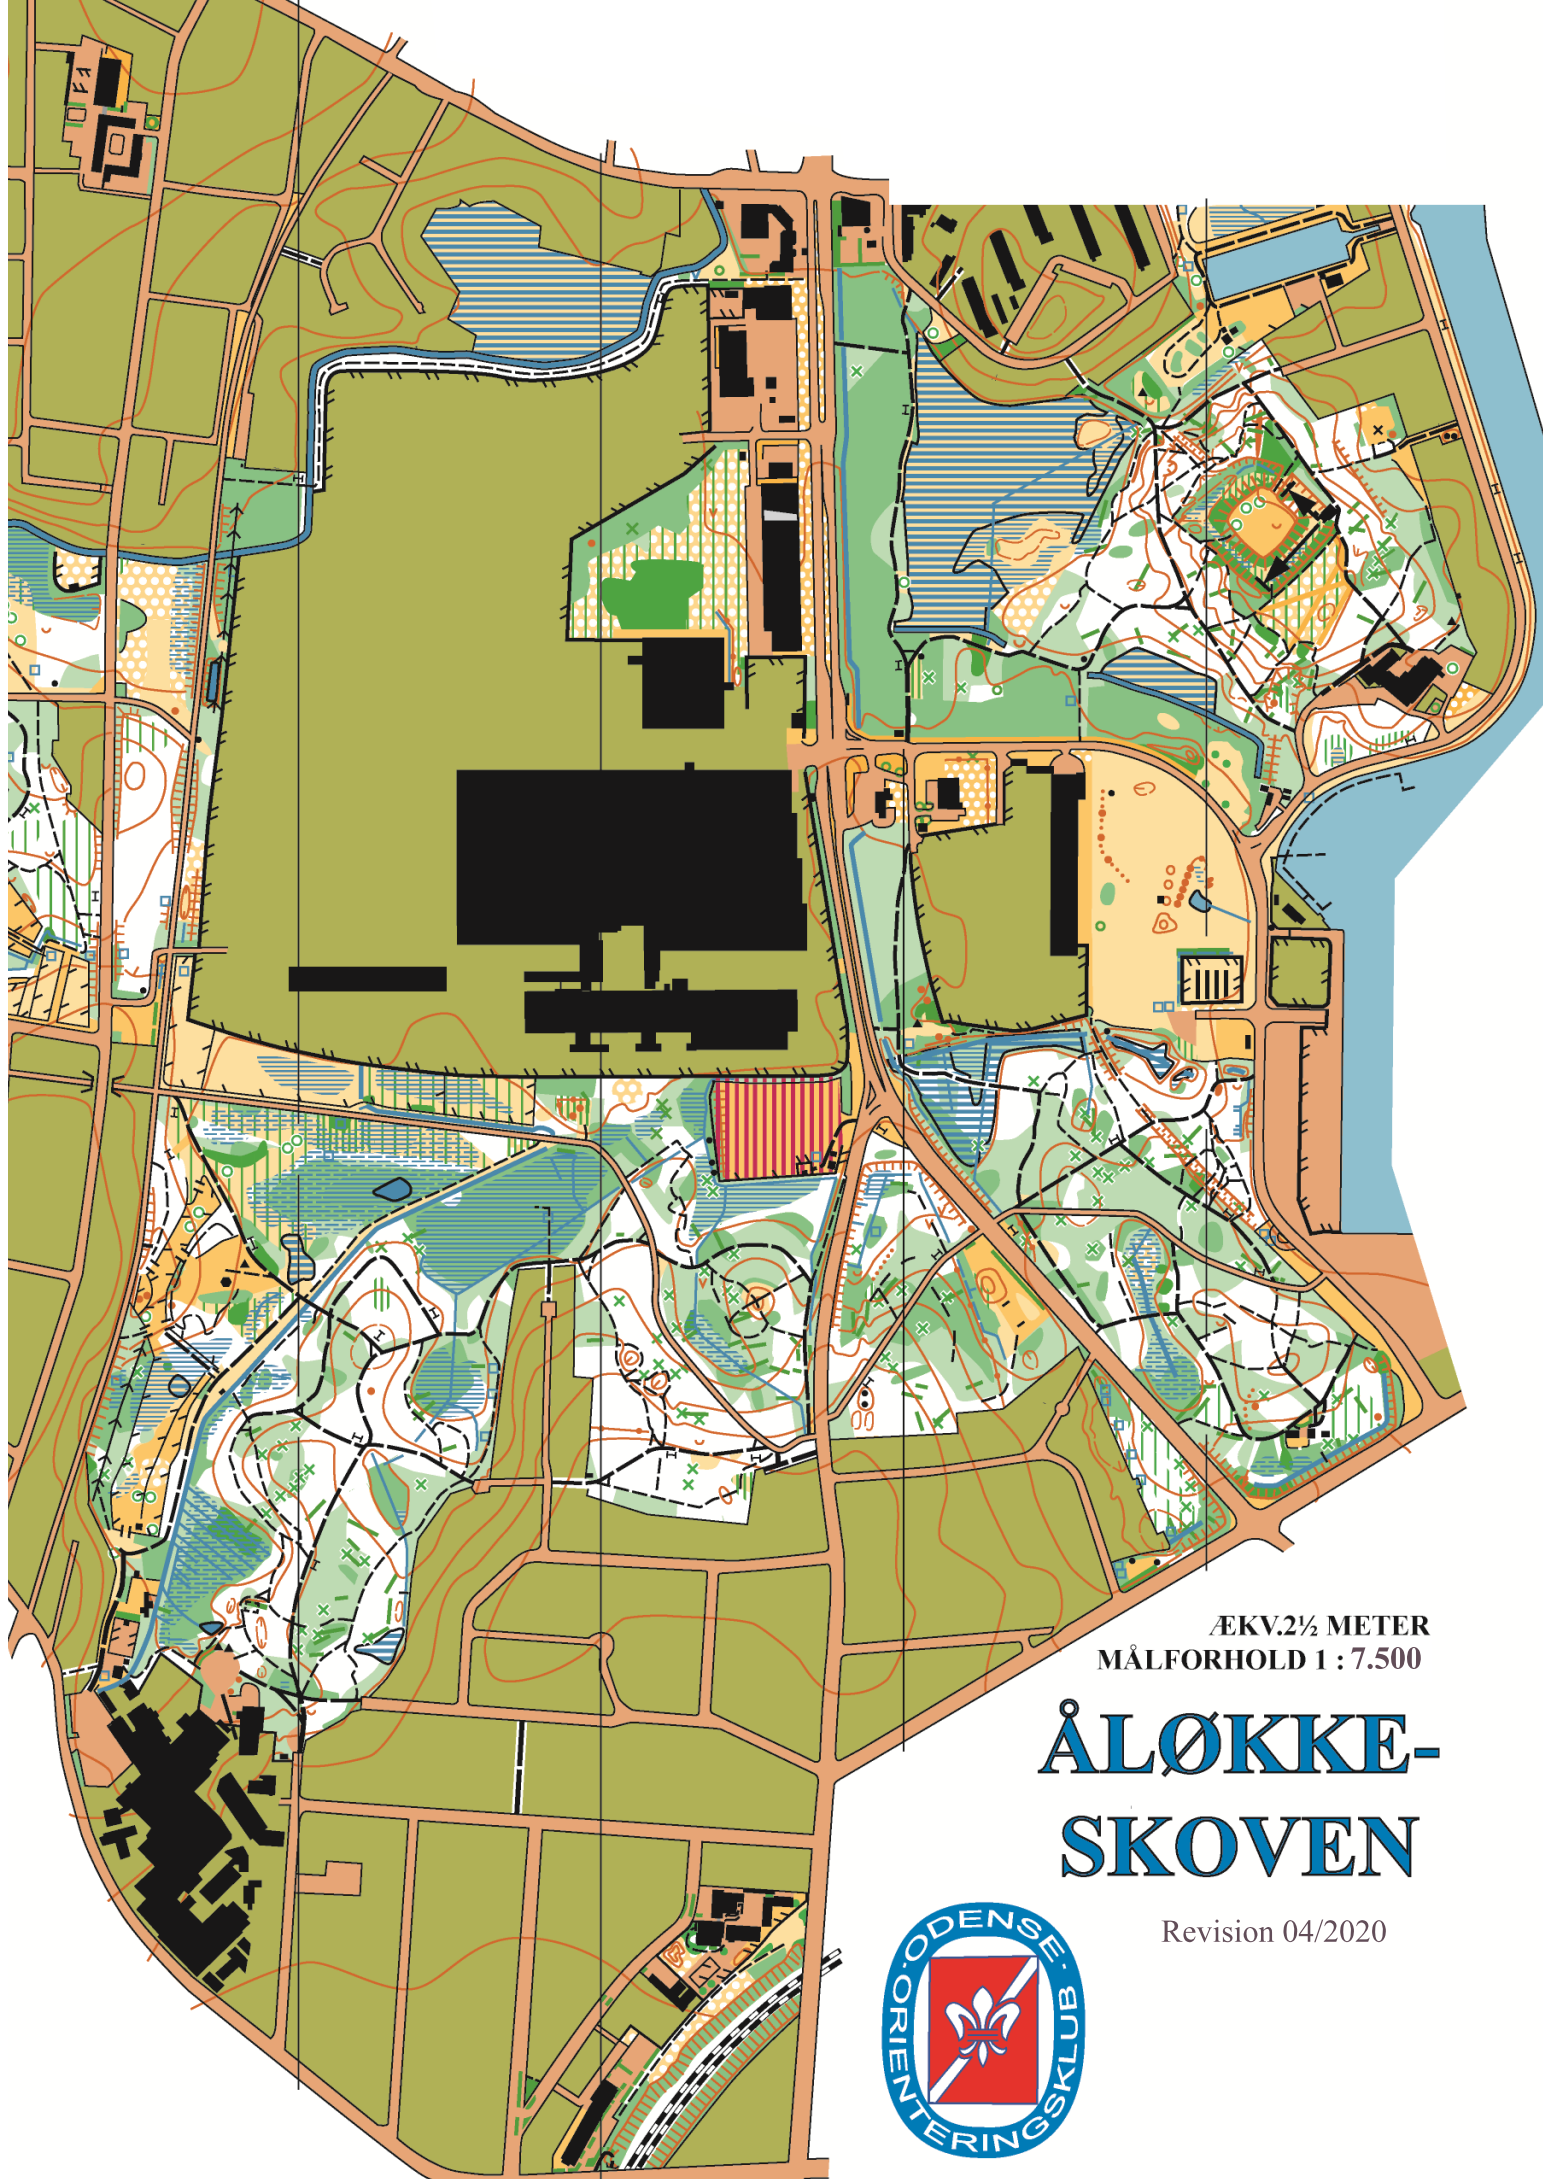 ÆKV.2½ METER
MÅLFORHOLD 1 : 7.500
ÅLØKKE-
SKOVEN
Revision 04/2020
·ODENSE·
ORIENTERINGSKLUB